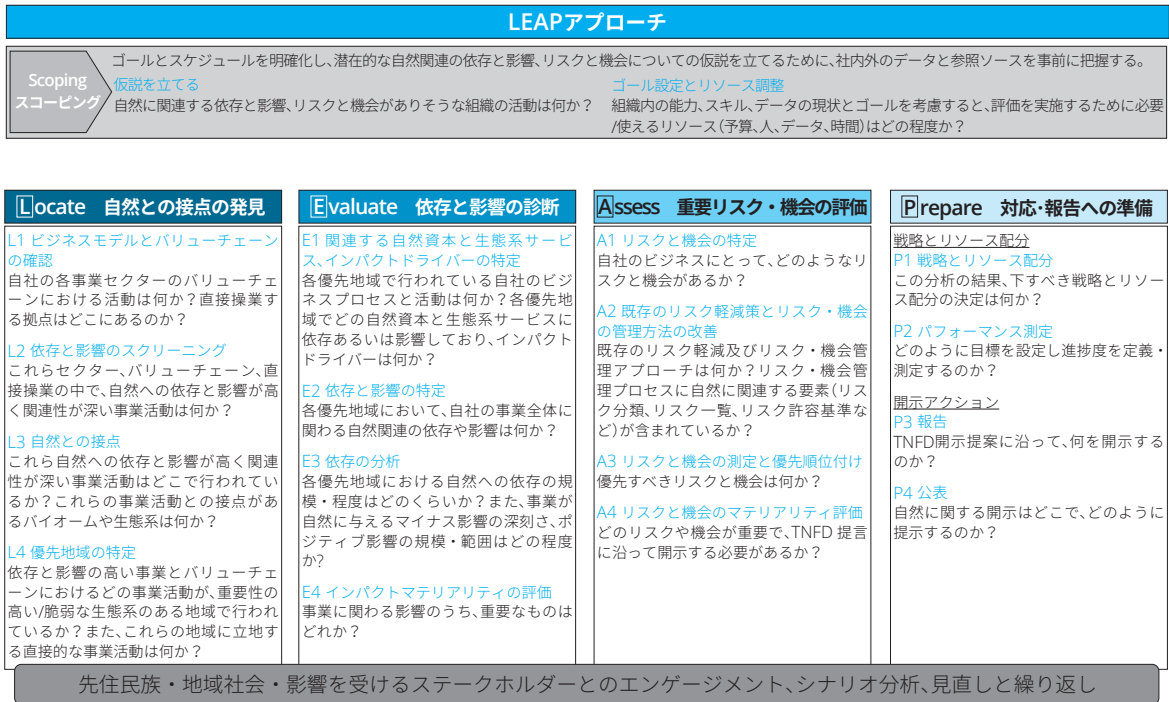 LEAPアプローチ
Scoping
スコーピング
ゴールとスケジュールを明確化し、潜在的な自然関連の依存と影響、リスクと機会についての仮説を立てるために、社内外のデータと参照ソースを事前に把握する。
仮説を立てる
自然に関連する依存と影響、リスクと機会がありそうな組織の活動は何か？
ゴール設定とリソース調整
組織内の能力、スキル、データの現状とゴールを考慮すると、評価を実施するために必要
/使えるリソース（予算、人、データ、時間）はどの程度か？
Locate 自然との接点の発見
L1 ビジネスモデルとバリューチェーン
の確認
自社の各事業セクターのバリューチェ
ーンにおける活動は何か？直接操業す
る拠点はどこにあるのか？
L2 依存と影響のスクリーニング
これらセクター、バリューチェーン、直
接操業の中で、自然への依存と影響が高
く関連性が深い事業活動は何か？
L3 自然との接点
これら自然への依存と影響が高く関連
性が深い事業活動はどこで行われてい
るか？これらの事業活動との接点があ
るバイオームや生態系は何か？
L4 優先地域の特定
依存と影響の高い事業とバリューチェ
ーンにおけるどの事業活動が、重要性の
高い/脆弱な生態系のある地域で行われ
ているか？また、これらの地域に立地す
る直接的な事業活動は何か？
Evaluate 依存と影響の診断
E1 関連する自然資本と生態系サービ
ス、インパクトドライバーの特定
各優先地域で行われている自社のビジ
ネスプロセスと活動は何か？各優先地
域でどの自然資本と生態系サービスに
依存あるいは影響しており、インパクト
ドライバーは何か？
E2 依存と影響の特定
各優先地域において、自社の事業全体に
関わる自然関連の依存や影響は何か？
E3 依存の分析
各優先地域における自然への依存の規
模・程度はどのくらいか？また、事業が
自然に与えるマイナス影響の深刻さ、ポ
ジティブ影響の規模・範囲はどの程度
か?
E4 インパクトマテリアリティの評価
事業に関わる影響のうち、重要なものは
どれか？
Assess 重要リスク・機会の評価
A1 リスクと機会の特定
自社のビジネスにとって、どのようなリ
スクと機会があるか？
A2 既存のリスク軽減策とリスク・機会
の管理方法の改善
既存のリスク軽減及びリスク・機会管
理アプローチは何か？リスク・機会管
理プロセスに自然に関連する要素（リス
ク分類、リスク一覧、リスク許容基準な
ど）が含まれているか？
A3 リスクと機会の測定と優先順位付け
優先すべきリスクと機会は何か？
A4 リスクと機会のマテリアリティ評価
どのリスクや機会が重要で、TNFD 提言
に沿って開示する必要があるか？
Prepare 対応・報告への準備
戦略とリソース配分
P1 戦略とリソース配分
この分析の結果、下すべき戦略とリソー
ス配分の決定は何か？
P2 パフォーマンス測定
どのように目標を設定し進捗度を定義・
測定するのか？
開示アクション
P3 報告
TNFD開示提案に沿って、何を開示する
のか？
P4 公表
自然に関する開示はどこで、どのように
提示するのか？
先住民族・地域社会・影響を受けるステークホルダーとのエンゲージメント、シナリオ分析、見直しと繰り返し